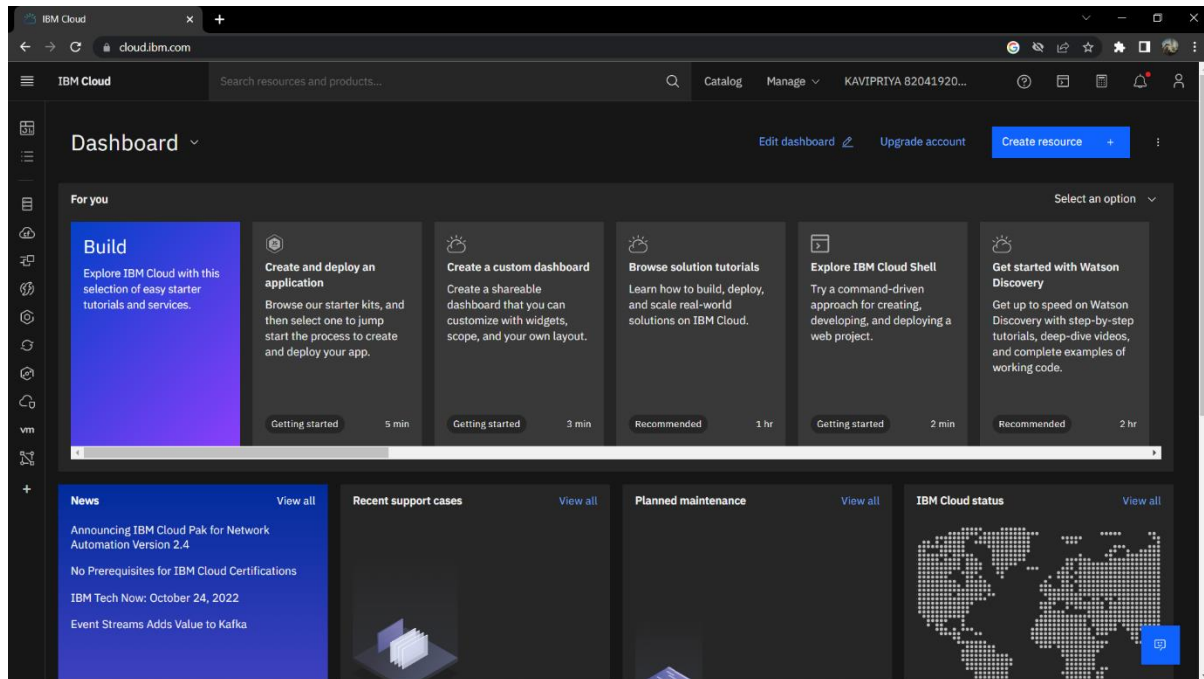 IBM Cloud
cloud.ibm.com
IBM Cloud
Search resources and products...
Catalog
Manage
KAVIPRIYA 82041920...
Dashboard
Edit dashboard
Upgrade account
Create resource +
For you
Select an option
Build
Explore IBM Cloud with this
selection of easy starter
tutorials and services.
Create and deploy an
application
Browse our starter kits, and
then select one to jump
start the process to create
and deploy your app.
Getting started
5 min
Create a custom dashboard
Create a shareable
dashboard that you can
customize with widgets,
scope, and your own layout.
Getting started
3 min
Browse solution tutorials
Learn how to build, deploy,
and scale real-world
solutions on IBM Cloud.
Recommended
1 hr
Explore IBM Cloud Shell
Try a command-driven
approach for creating,
developing, and deploying a
web project.
Getting started
2 min
Get started with Watson
Discovery
Get up to speed on Watson
Discovery with step-by-step
tutorials, deep-dive videos,
and complete examples of
working code.
Recommended
2 hr
vm
News
View all
Announcing IBM Cloud Pak for Network
Automation Version 2.4
No Prerequisites for IBM Cloud Certifications
IBM Tech Now: October 24, 2022
Event Streams Adds Value to Kafka
Recent support cases
View all
Planned maintenance
View all
IBM Cloud status
View all